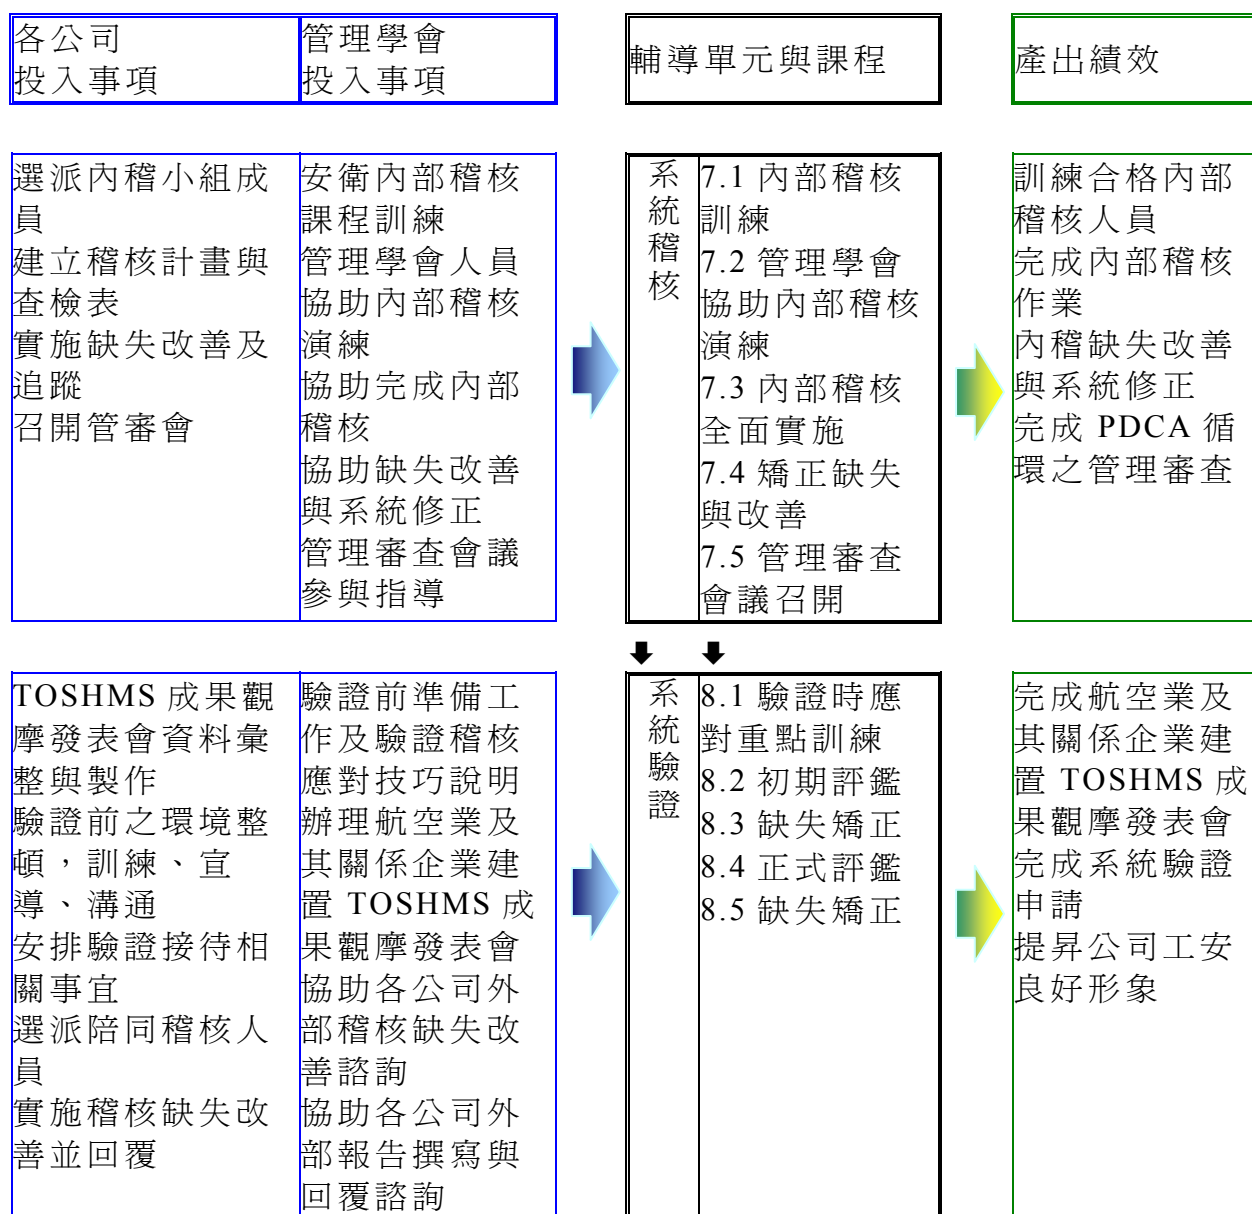 各公司
投入事項
管理學會
投入事項
輔導單元與課程
產出績效
選派內稽小組成
員
建立稽核計畫與
查檢表
實施缺失改善及
追蹤
召開管審會
安衛內部稽核
課程訓練
管理學會人員
協助內部稽核
演練
協助完成內部
稽核
協助缺失改善
與系統修正
管理審查會議
參與指導
系統稽核
7.1 內部稽核
訓練
7.2 管理學會
協助內部稽核
演練
7.3 內部稽核
全面實施
7.4 矯正缺失
與改善
7.5 管理審查
會議召開
訓練合格內部
稽核人員
完成內部稽核
作業
內稽缺失改善
與系統修正
完成 PDCA 循
環之管理審查
TOSHMS 成果觀
摩發表會資料彙
整與製作
驗證前之環境整
頓，訓練、宣
導、溝通
安排驗證接待相
關事宜
選派陪同稽核人
員
實施稽核缺失改
善並回覆
驗證前準備工
作及驗證稽核
應對技巧說明
辦理航空業及
其關係企業建
置 TOSHMS 成
果觀摩發表會
協助各公司外
部稽核缺失改
善諮詢
協助各公司外
部報告撰寫與
回覆諮詢
系統驗證
8.1 驗證時應
對重點訓練
8.2 初期評鑑
8.3 缺失矯正
8.4 正式評鑑
8.5 缺失矯正
完成航空業及
其關係企業建
置 TOSHMS 成
果觀摩發表會
完成系統驗證
申請
提昇公司工安
良好形象